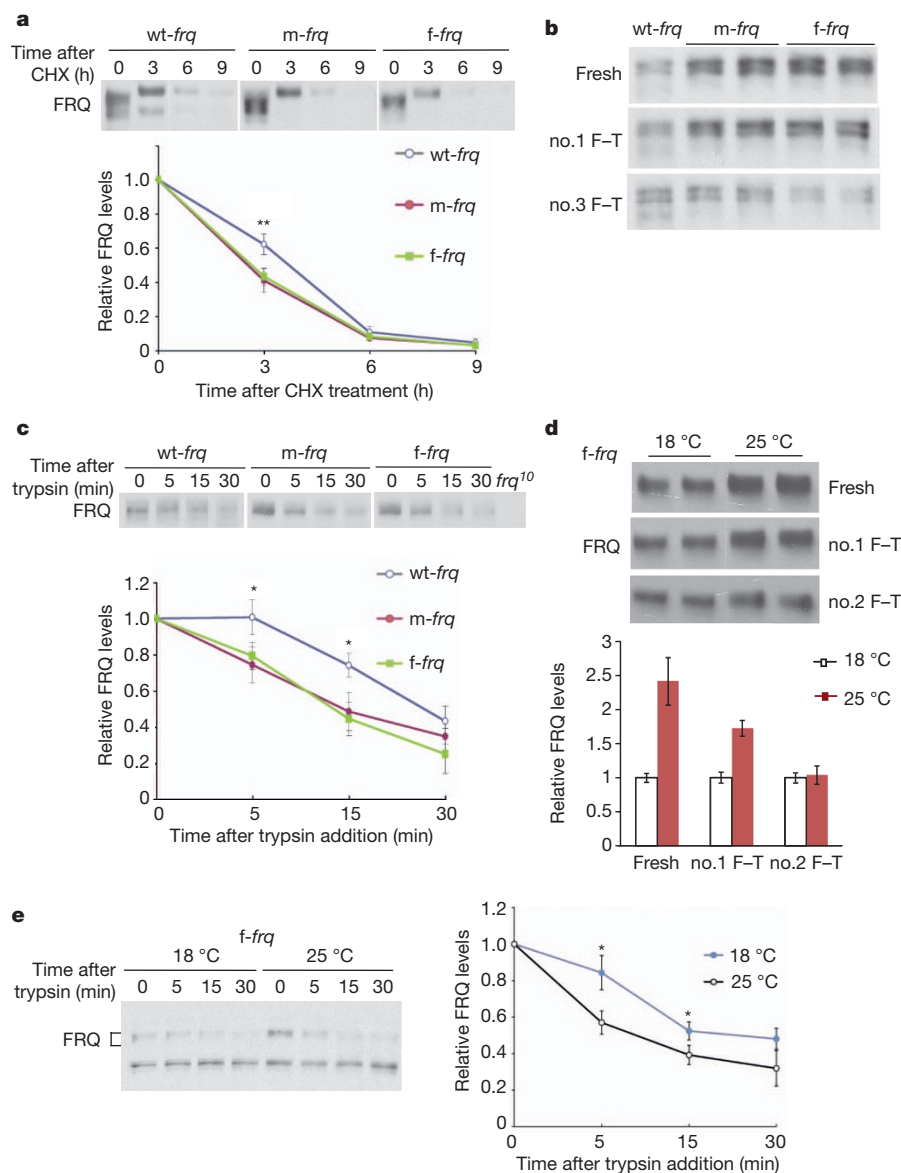 a
wt-frq m-frq f-frq
Time after CHX (h) 0 3 6 9 0 3 6 9 0 3 6 9
FRQ
Relative FRQ levels
1.0
0.8
0.6
0.4
0.2
0
**
wt-frq
m-frq
f-frq
0 3 6 9
Time after CHX treatment (h)
b
wt-frq m-frq f-frq
Fresh
no.1 F–T
no.3 F–T
c
wt-frq m-frq f-frq
Time after trypsin (min) 0 5 15 30 0 5 15 30 0 5 15 30 frq10
FRQ
Relative FRQ levels
1.2
1.0
0.8
0.6
0.4
0.2
0
* *
wt-frq
m-frq
f-frq
0 5 15 30
Time after trypsin addition (min)
d
f-frq 18 °C 25 °C
Fresh
FRQ no.1 F–T
no.2 F–T
Relative FRQ levels
3
2.5
2
1.5
1
0.5
0
18 °C
25 °C
Fresh no.1 F–T no.2 F–T
e
f-frq
18 °C 25 °C
Time after trypsin (min) 0 5 15 30 0 5 15 30
FRQ
Relative FRQ levels
1.2
1.0
0.8
0.6
0.4
0.2
0
* *
18 °C
25 °C
0 5 15 30
Time after trypsin addition (min)